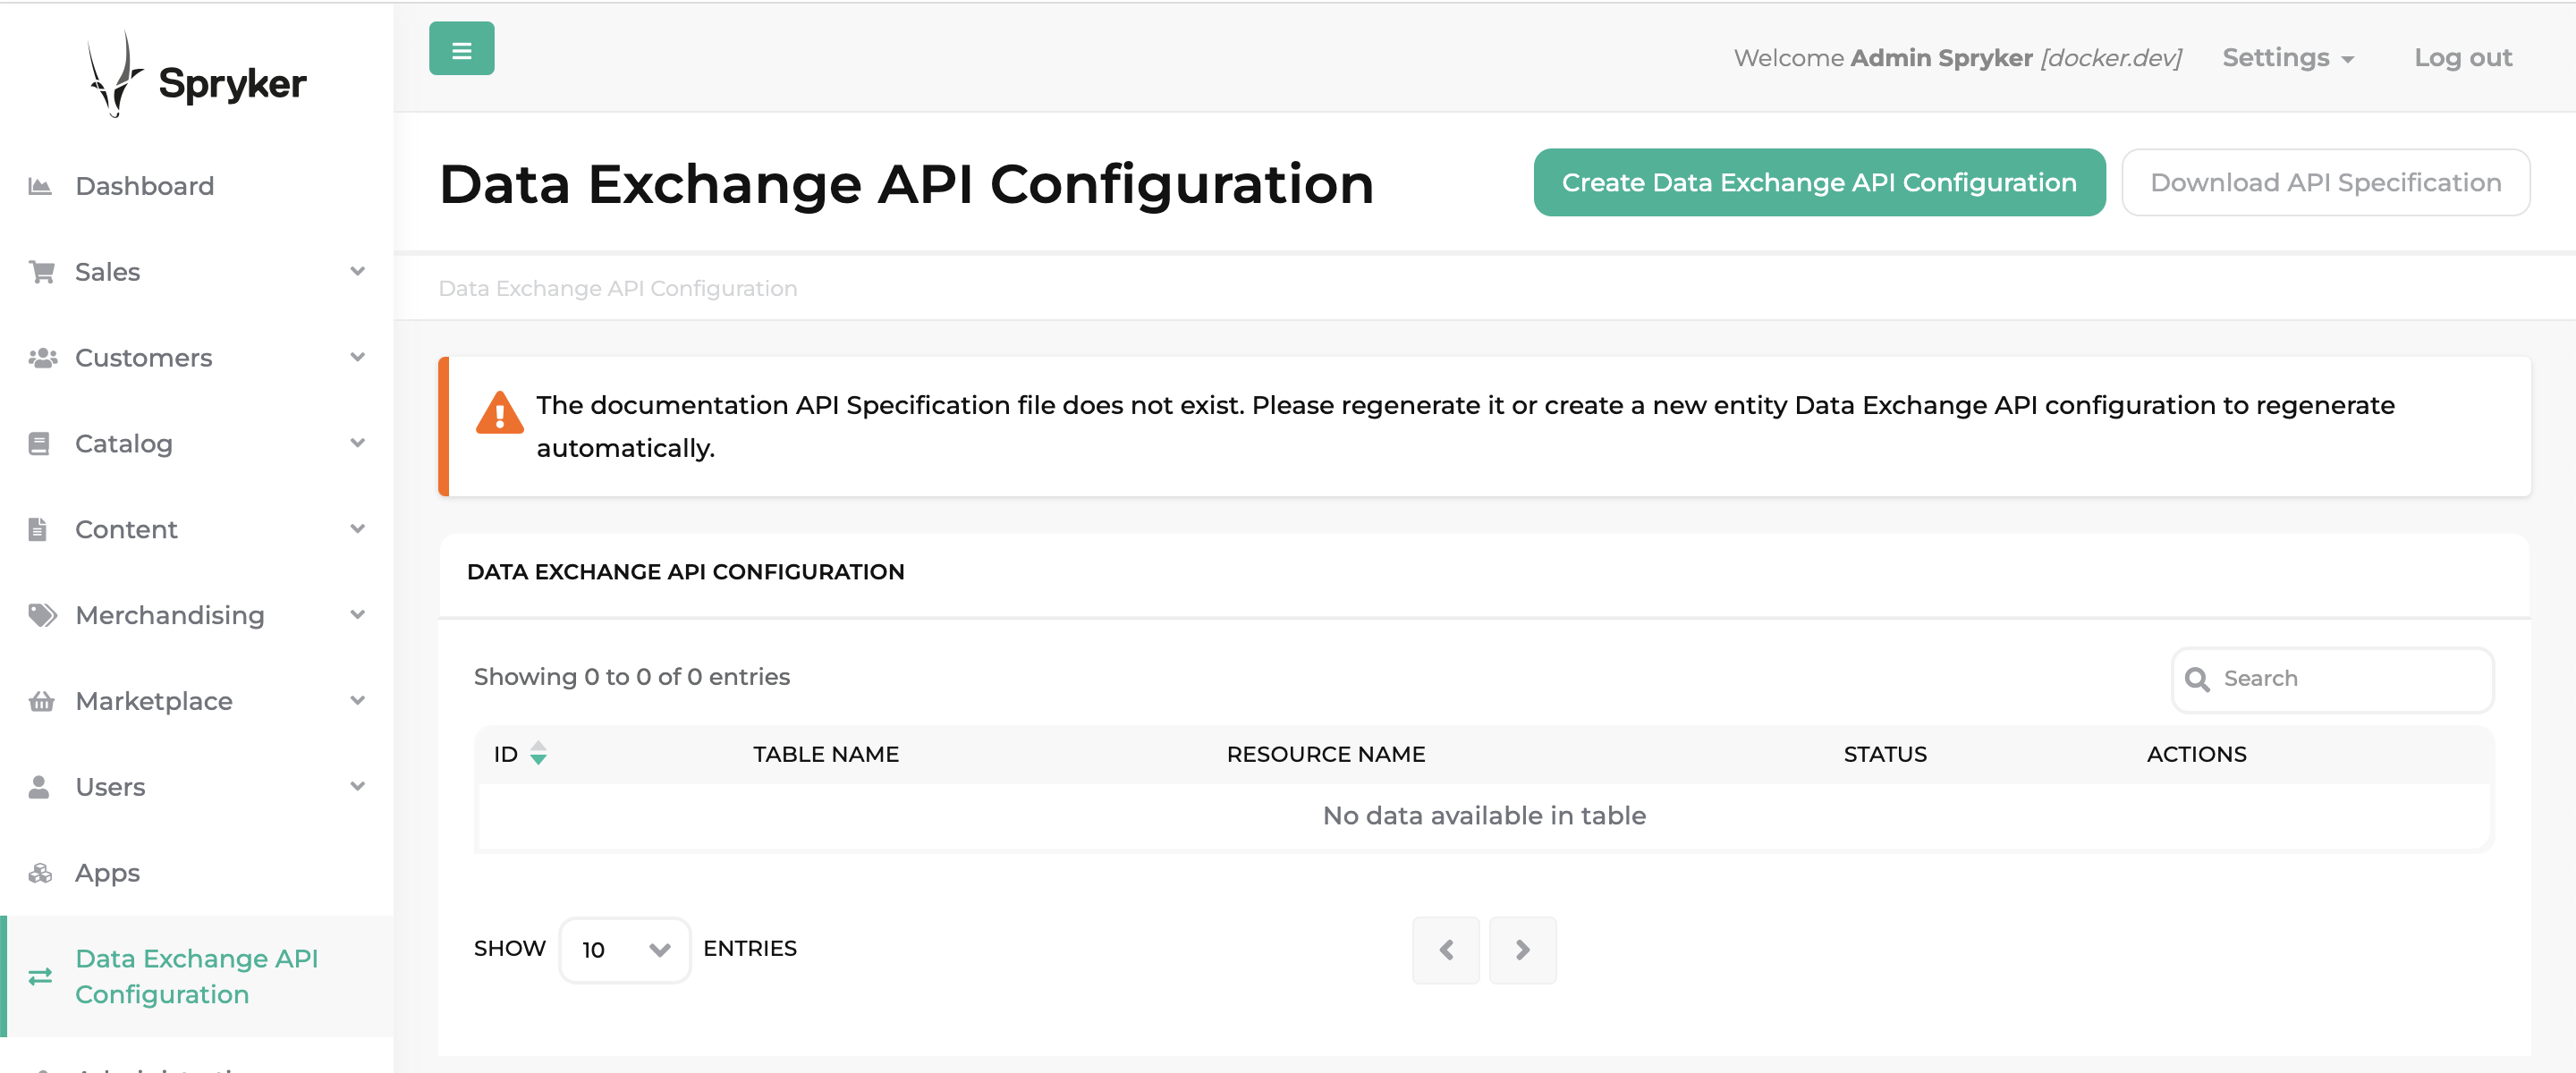 Spryker
Dashboard
Sales
Customers
Catalog
Content
Merchandising
Marketplace
Users
Apps
Data Exchange API
Configuration
Welcome Admin Spryker [docker.dev]
Settings
Log out
Data Exchange API Configuration
Create Data Exchange API Configuration
Download API Specification
Data Exchange API Configuration
The documentation API Specification file does not exist. Please regenerate it or create a new entity Data Exchange API configuration to regenerate
automatically.
DATA EXCHANGE API CONFIGURATION
Showing 0 to 0 of 0 entries
Search
ID TABLE NAME RESOURCE NAME STATUS ACTIONS
No data available in table
SHOW 10 ENTRIES